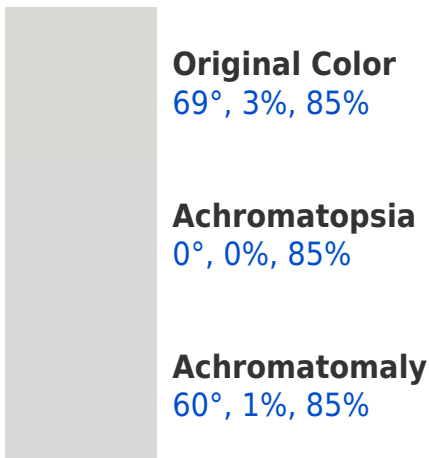 Original Color
69°, 3%, 85%
Achromatopsia
0°, 0%, 85%
Achromatomaly
60°, 1%, 85%